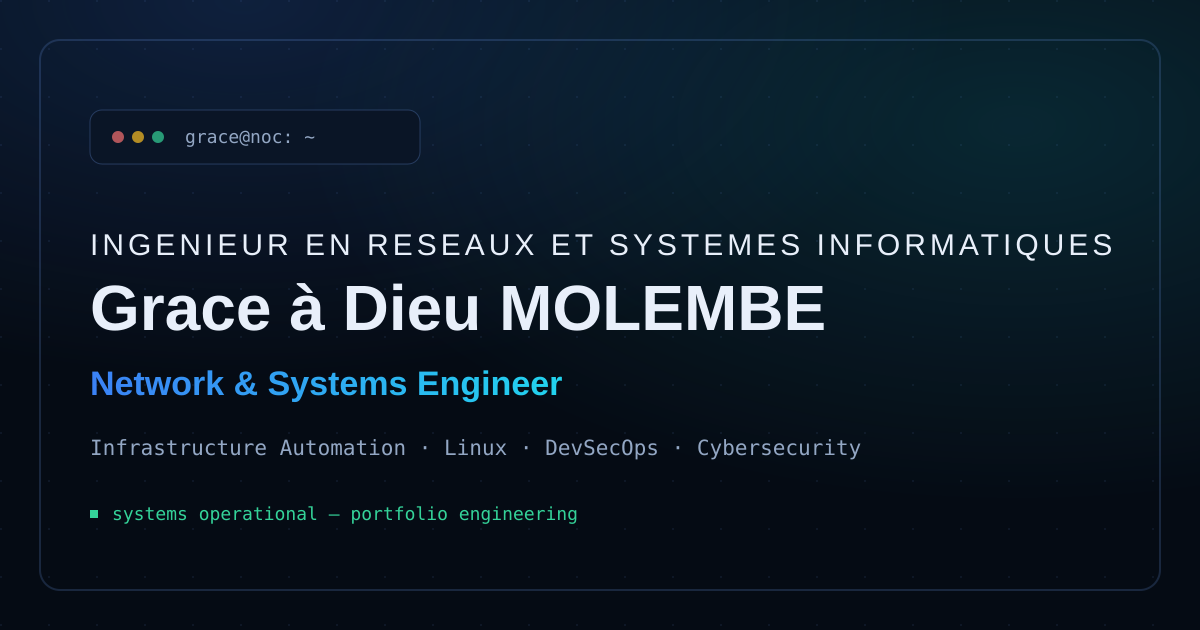 grace@noc: ~
INGENIEUR EN RESEAUX ET SYSTEMES INFORMATIQUES
Grace à Dieu MOLEMBE
Network & Systems Engineer
Infrastructure Automation · Linux · DevSecOps · Cybersecurity
systems operational — portfolio engineering